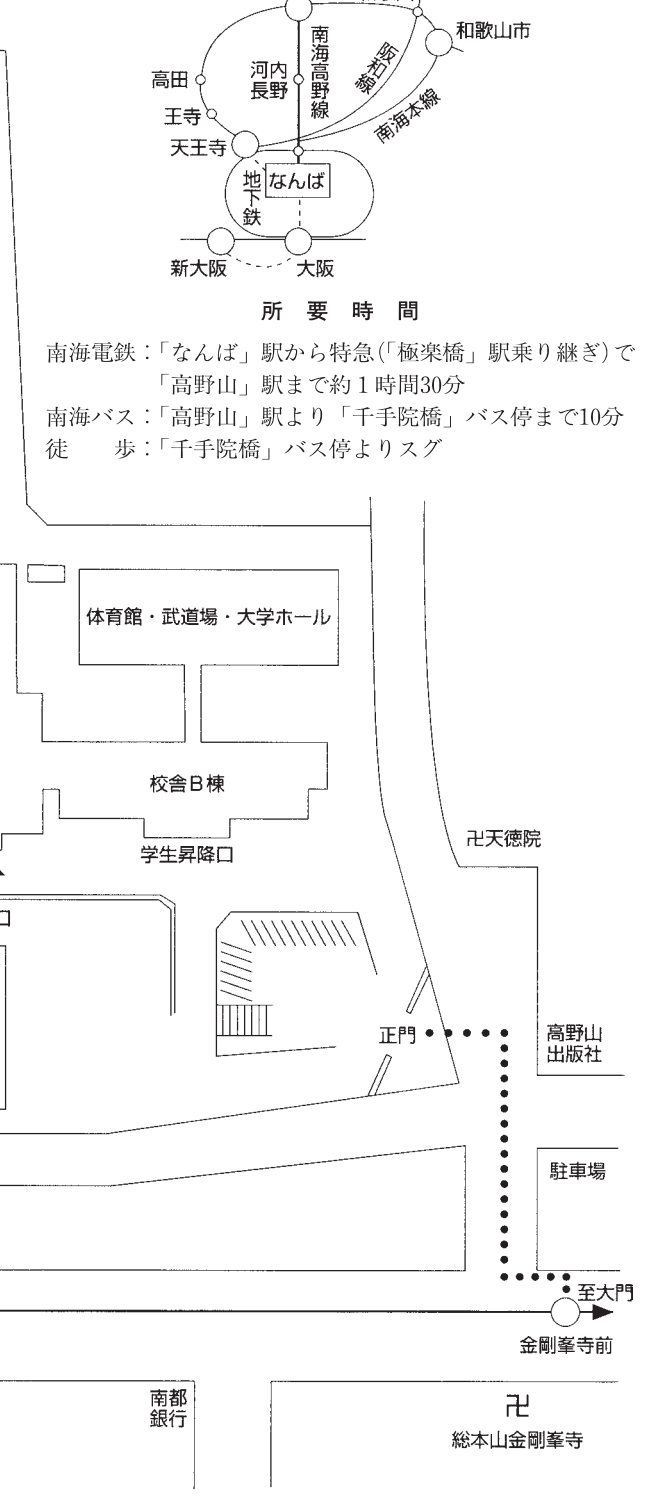 和歌山市
南海高野線
阪和線
河内
長野
高田
南海本線
王寺
天王寺
地下鉄
なんば
新大阪
大阪
所要時間
南海電鉄：「なんば」駅から特急(「極楽橋」駅乗り継ぎ)で
「高野山」駅まで約1時間30分
南海バス：「高野山」駅より「千手院橋」バス停まで10分
徒　歩：「千手院橋」バス停よりスグ
体育館・武道場・大学ホール
校舎B棟
学生昇降口
卍天徳院
口
正門
高野山
出版社
駐車場
至大門
金剛峯寺前
南都
銀行
卍
総本山金剛峯寺